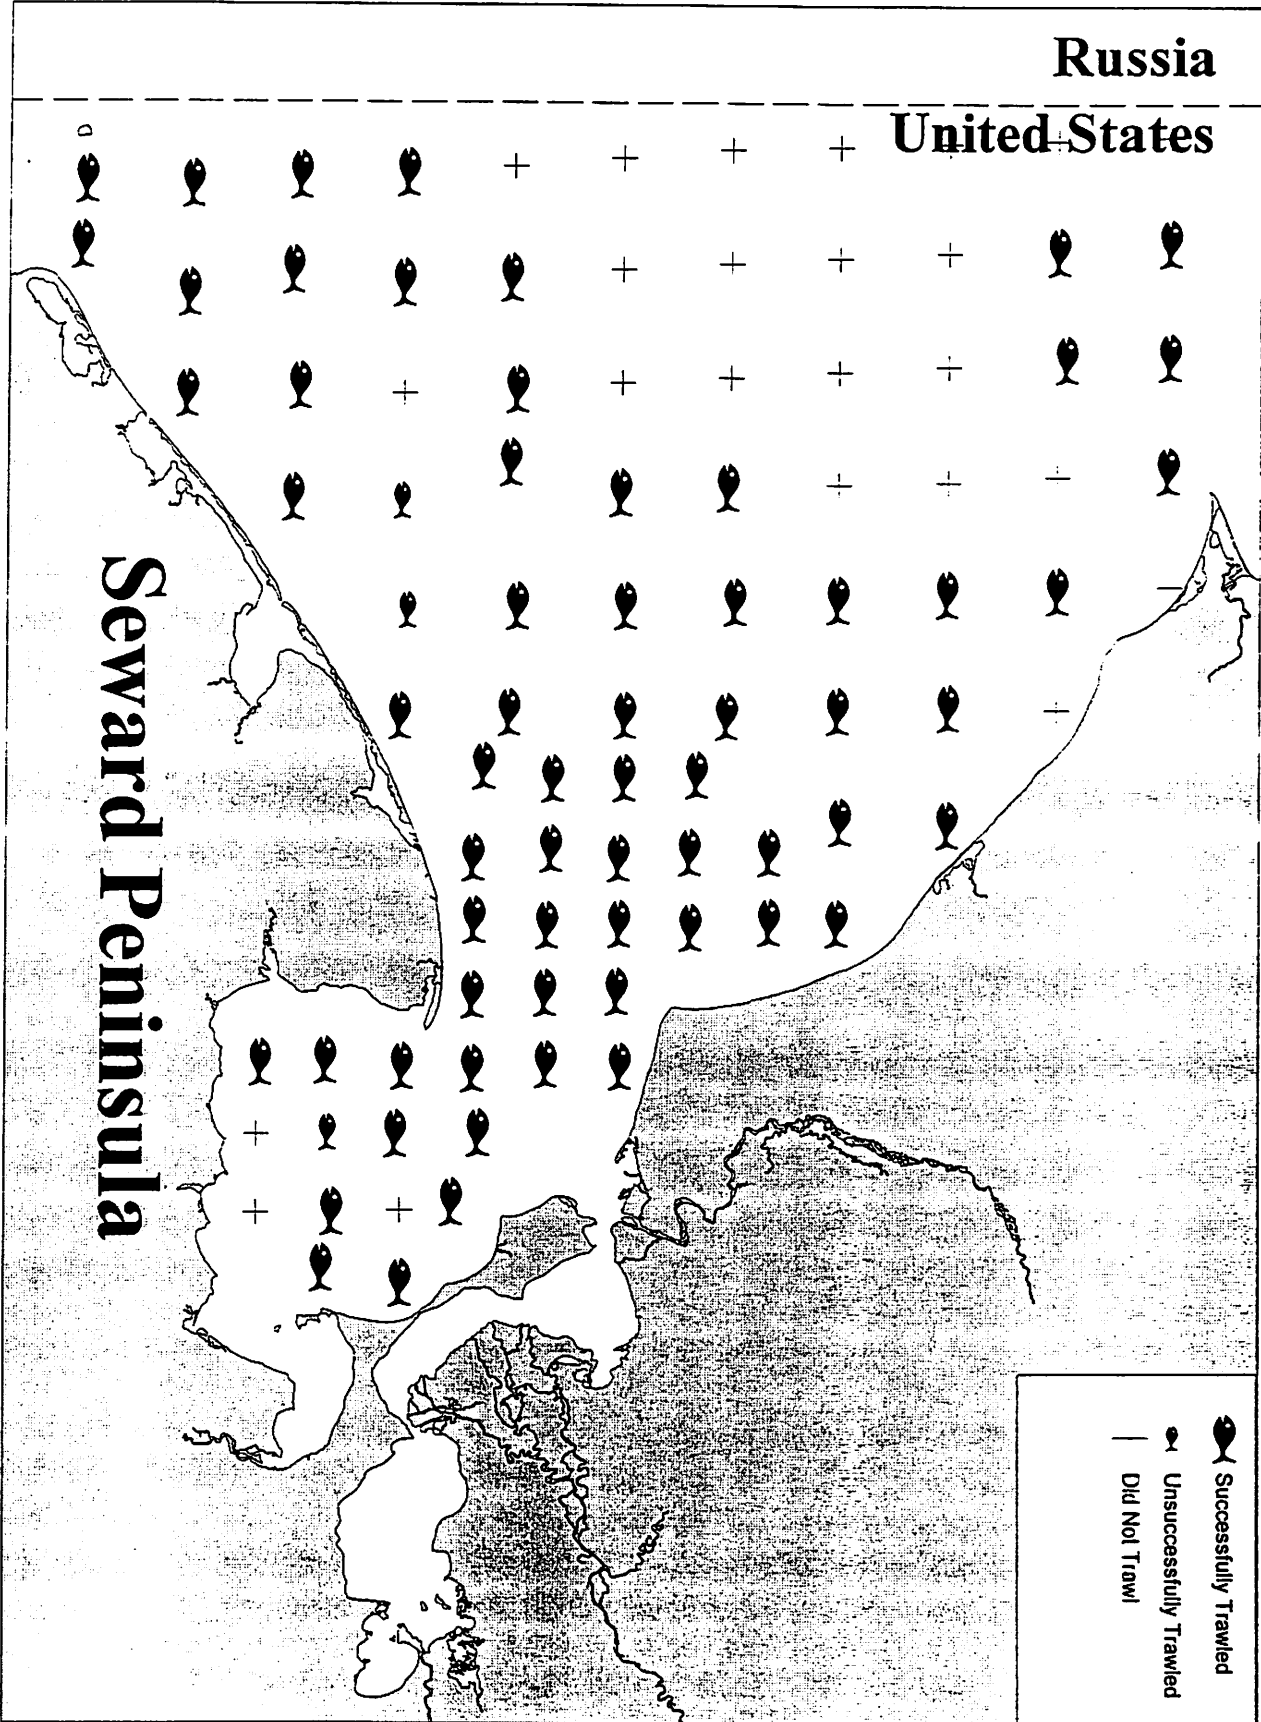 Russia
United States
Seward Peninsula
Successfully Trawled
Unsuccessfully Trawled
Did Not Trawl